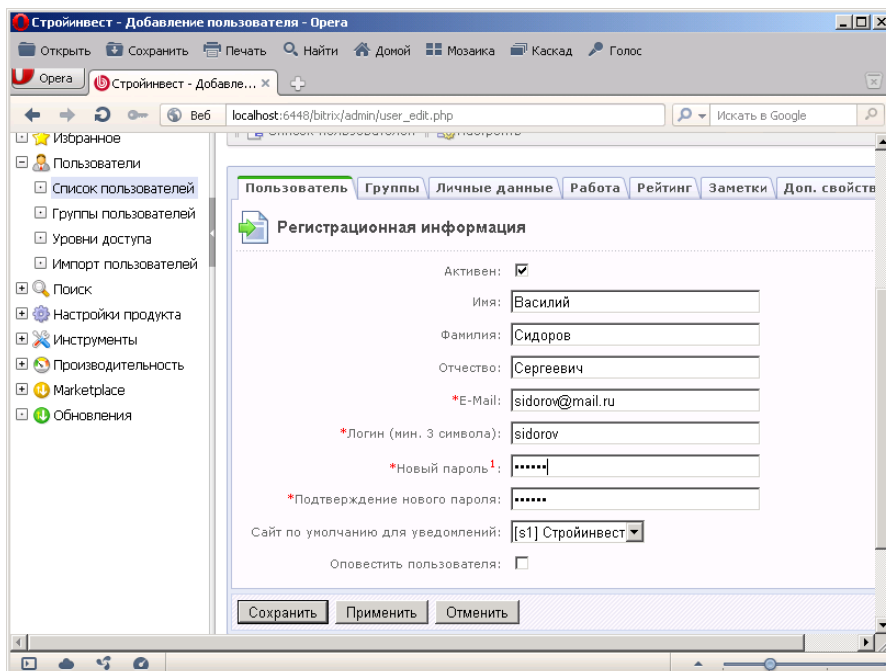 Стройинвест - Добавление пользователя - Opera
Открыть Сохранить Печать Найти Домой Мозаика Каскад Голос
Opera Стройинвест - Добавле... ×
Веб localhost:6448/bitrix/admin/user_edit.php Искать в Google
Избранное
Список пользователей Настроить
Пользователи
Список пользователей
Группы пользователей
Уровни доступа
Импорт пользователей
Поиск
Настройки продукта
Инструменты
Производительность
Marketplace
Обновления
Пользователь Группы Личные данные Работа Рейтинг Заметки Доп. свойств
Регистрационная информация
Активен:
Имя: Василий
Фамилия: Сидоров
Отчество: Сергеевич
*E-Mail: sidorov@mail.ru
*Логин (мин. 3 символа): sidorov
*Новый пароль1: ••••••
*Подтверждение нового пароля: ••••••
Сайт по умолчанию для уведомлений: [s1] Стройинвест
Оповестить пользователя:
Сохранить Применить Отменить